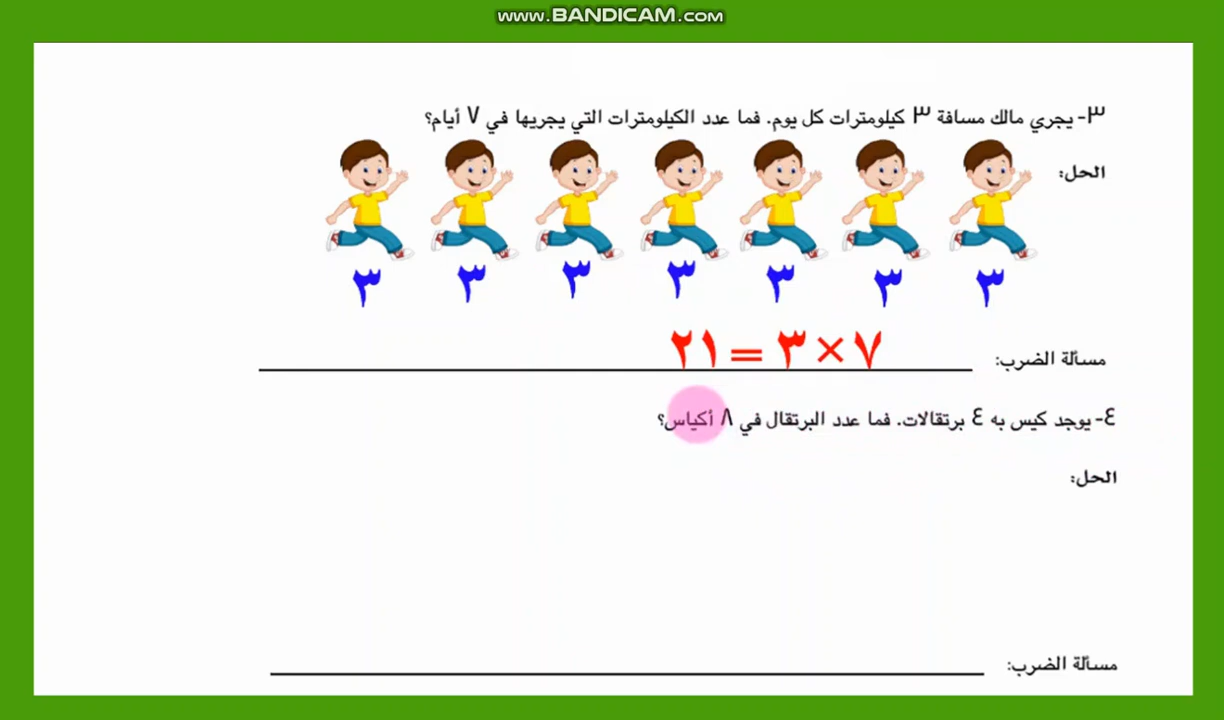 WWW.BANDICAM.COM
٣- يجري مالك مسافة ٣ كيلومترات كل يوم. فما عدد الكيلومترات التي يجريها في ٧ أيام؟
الحل:
٣ ٣ ٣ ٣ ٣ ٣ ٣
مسألة الضرب: ٧ × ٣ = ٢١
٤- يوجد كيس به ٤ برتقالات. فما عدد البرتقال في ٨ أكياس؟
الحل:
مسألة الضرب: